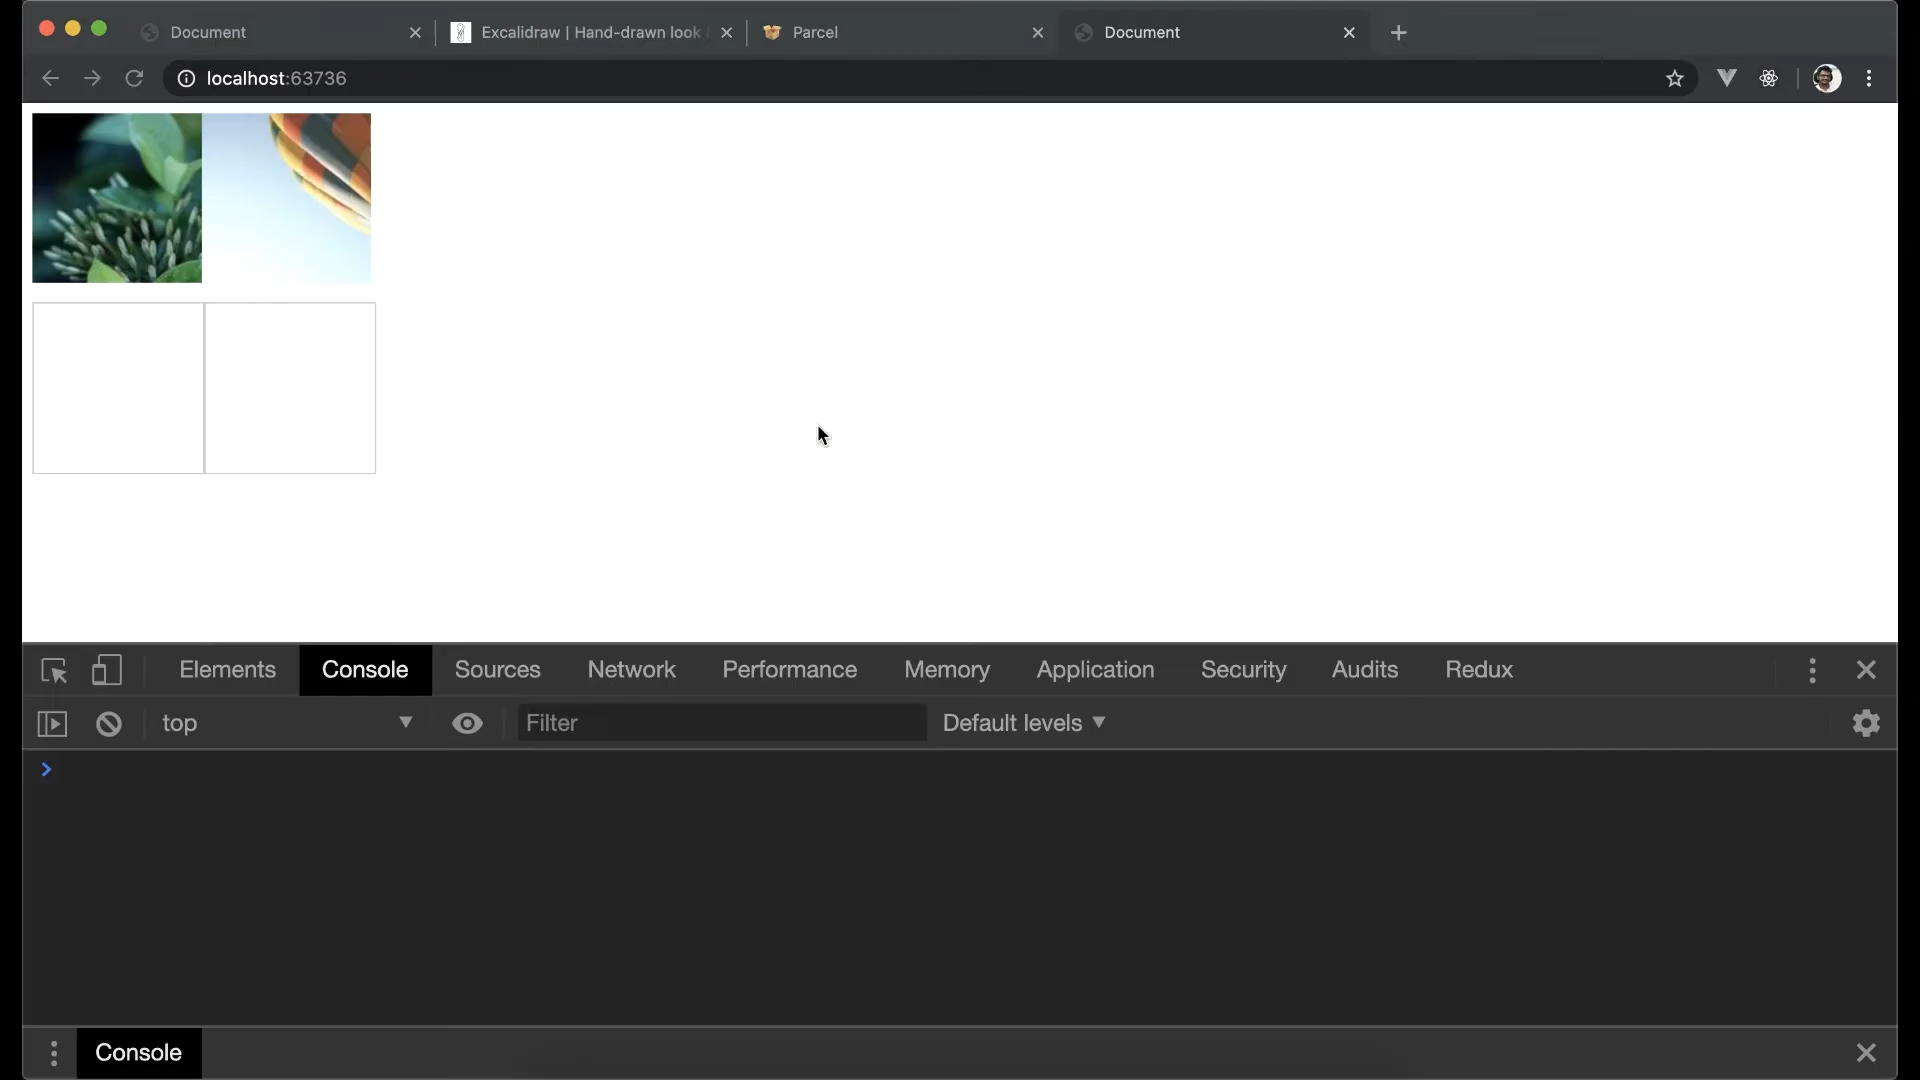 Document
Excalidraw | Hand-drawn look
Parcel
Document
localhost:63736
Elements
Console
Sources
Network
Performance
Memory
Application
Security
Audits
Redux
top
Filter
Default levels
Console